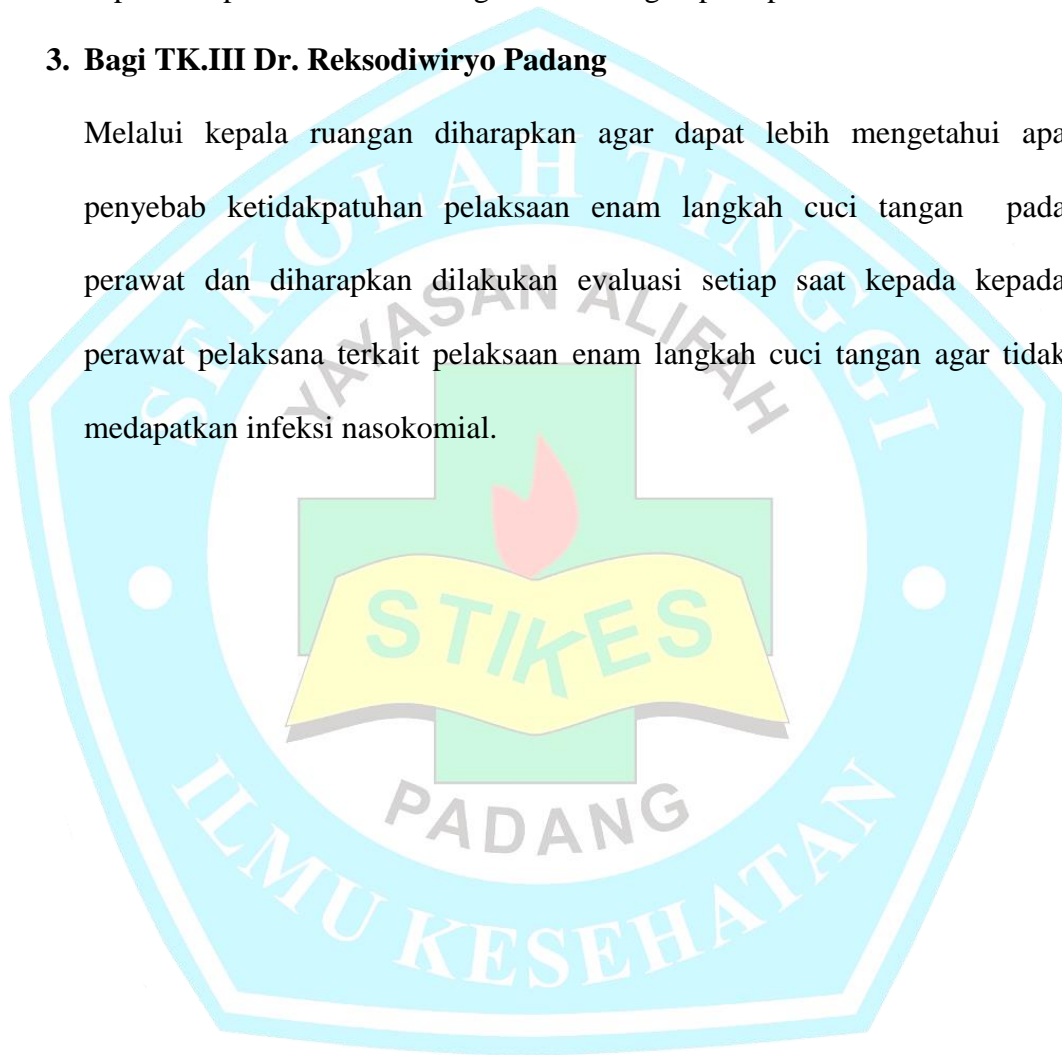 3. Bagi TK.III Dr. Reksodiwiryo Padang
Melalui kepala ruangan diharapkan agar dapat lebih mengetahui apa
penyebab ketidakpatuhan pelaksaan enam langkah cuci tangan pada
perawat dan diharapkan dilakukan evaluasi setiap saat kepada kepada
perawat pelaksana terkait pelaksaan enam langkah cuci tangan agar tidak
medapatkan infeksi nasokomial.
SEKOLAH TINGGI
YAYASAN ALIFAH
STIKES
PADANG
ILMU KESEHATAN